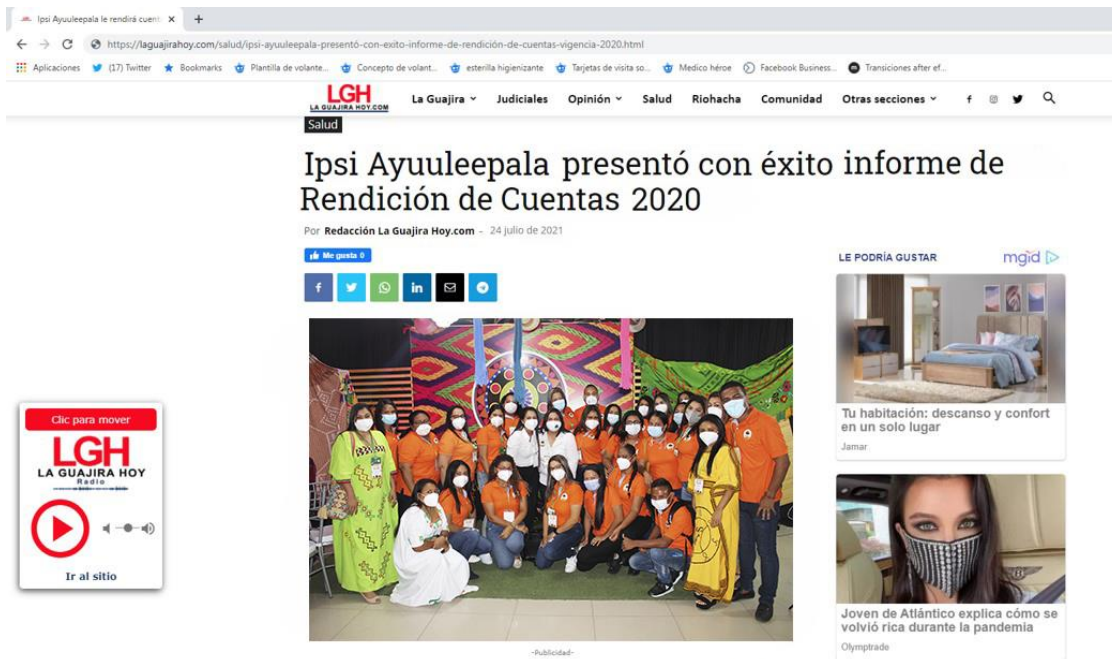 Ipsi Ayuuleepala le rendirá cuent
https://laguajirahoy.com/salud/ipsi-ayuuleepala-presentó-con-exito-informe-de-rendición-de-cuentas-vigencia-2020.html
Aplicaciones (17) Twitter Bookmarks Plantilla de volante... Concepto de volant... esterilla higienizante Tarjetas de visita so... Medico héroe Facebook Business... Transiciones after ef...
LGH
LA GUAJIRA HOY.COM
La Guajira Judiciales Opinión Salud Riohacha Comunidad Otras secciones
Salud
Ipsi Ayuuleepala presentó con éxito informe de
Rendición de Cuentas 2020
Por Redacción La Guajira Hoy.com - 24 julio de 2021
Me gusta 0
LE PODRÍA GUSTAR mgid
Tu habitación: descanso y confort
en un solo lugar
Jamar
Clic para mover
LGH
LA GUAJIRA HOY
Radio
Ir al sitio
Joven de Atlántico explica cómo se
volvió rica durante la pandemia
Olymptrade
-Publicidad-